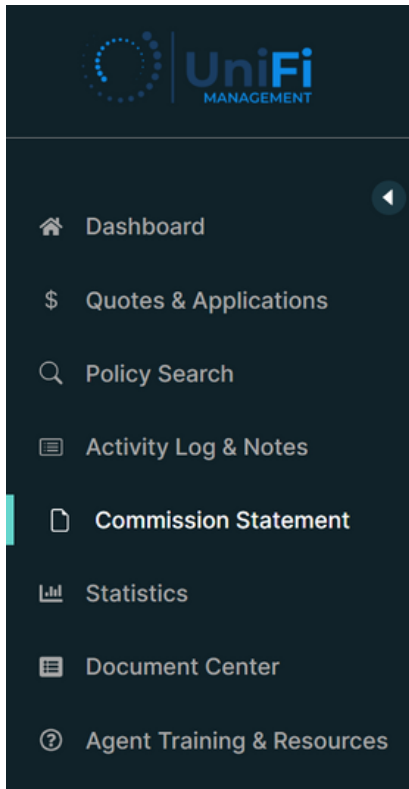 UniFi
MANAGEMENT
Dashboard
$ Quotes & Applications
Policy Search
Activity Log & Notes
Commission Statement
Statistics
Document Center
Agent Training & Resources